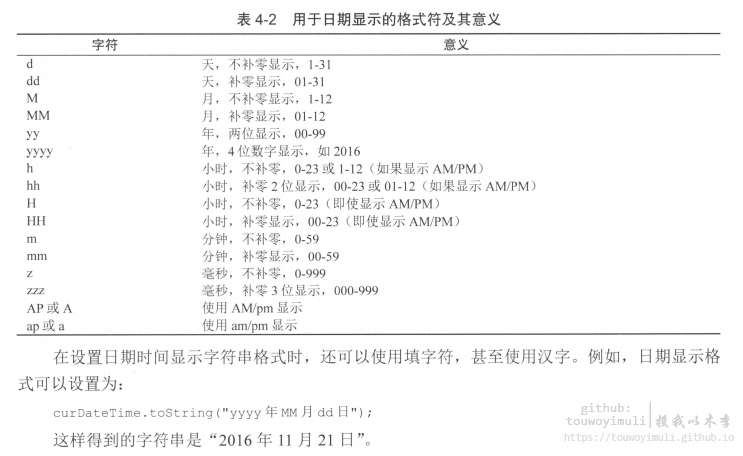 表 4-2 用于日期显示的格式符及其意义
字符 意义
d 天，不补零显示，1-31
dd 天，补零显示，01-31
M 月，不补零显示，1-12
MM 月，补零显示，01-12
yy 年，两位显示，00-99
yyyy 年，4 位数字显示，如 2016
h 小时，不补零，0-23 或 1-12（如果显示 AM/PM）
hh 小时，补零 2 位显示，00-23 或 01-12（如果显示 AM/PM）
H 小时，不补零，0-23（即使显示 AM/PM）
HH 小时，补零显示，00-23（即使显示 AM/PM）
m 分钟，不补零，0-59
mm 分钟，补零显示，00-59
z 毫秒，不补零，0-999
zzz 毫秒，补零 3 位显示，000-999
AP 或 A 使用 AM/pm 显示
ap 或 a 使用 am/pm 显示
在设置日期时间显示字符串格式时，还可以使用填字符，甚至使用汉字。例如，日期显示格
式可以设置为：
curDateTime.toString("yyyy 年 MM 月 dd 日");
这样得到的字符串是“2016 年 11 月 21 日”。
github:
touwoyimuli
投我以木李
https://touwoyimuli.github.io